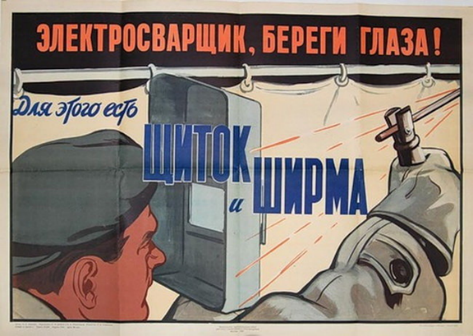 ЭЛЕКТРОСВАРЩИК, БЕРЕГИ ГЛАЗА!
Для этого есть
ЩИТОК
и ШИРМА